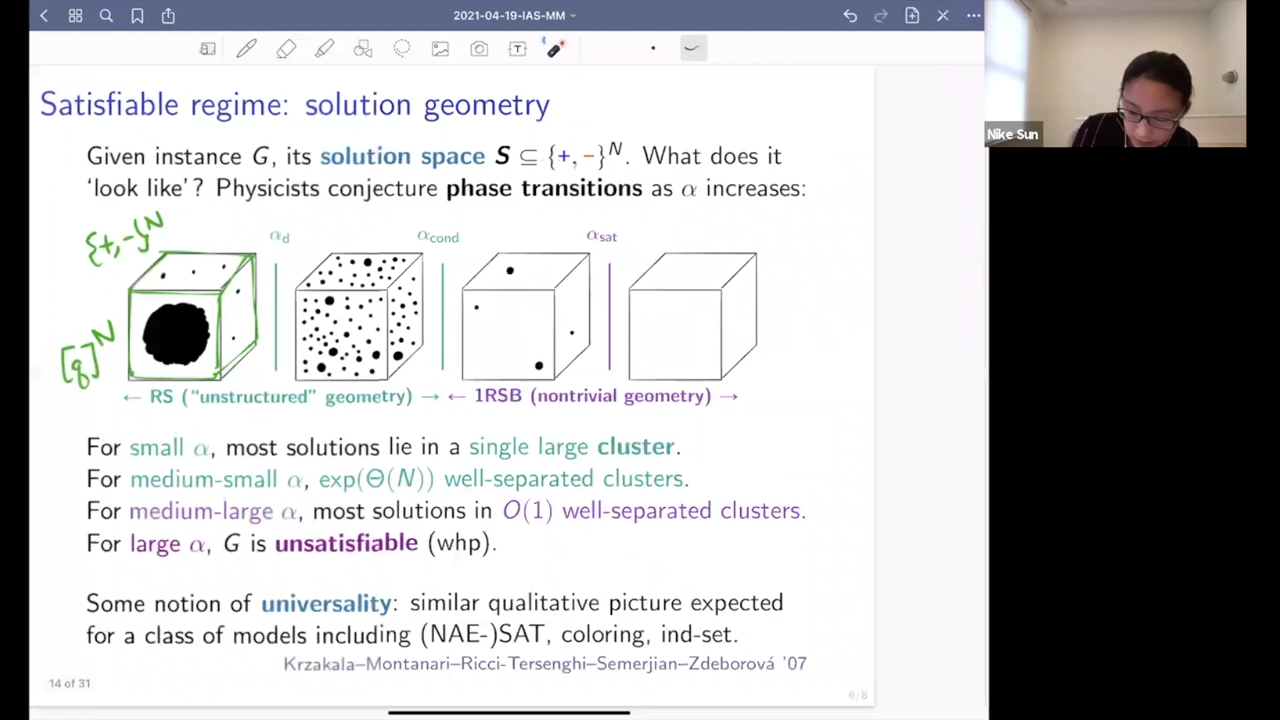 2021-04-19-IAS-MM
Nike Sun
Satisfiable regime: solution geometry
Given instance G, its solution space S ⊆ {+,−}^N. What does it
'look like'? Physicists conjecture phase transitions as α increases:
{+,-}^N
α_d α_cond α_sat
[q]^N
← RS ("unstructured" geometry) → ← 1RSB (nontrivial geometry) →
For small α, most solutions lie in a single large cluster.
For medium-small α, exp(Θ(N)) well-separated clusters.
For medium-large α, most solutions in O(1) well-separated clusters.
For large α, G is unsatisfiable (whp).
Some notion of universality: similar qualitative picture expected
for a class of models including (NAE-)SAT, coloring, ind-set.
Krzakala–Montanari–Ricci-Tersenghi–Semerjian–Zdeborová '07
14 of 31
6/8